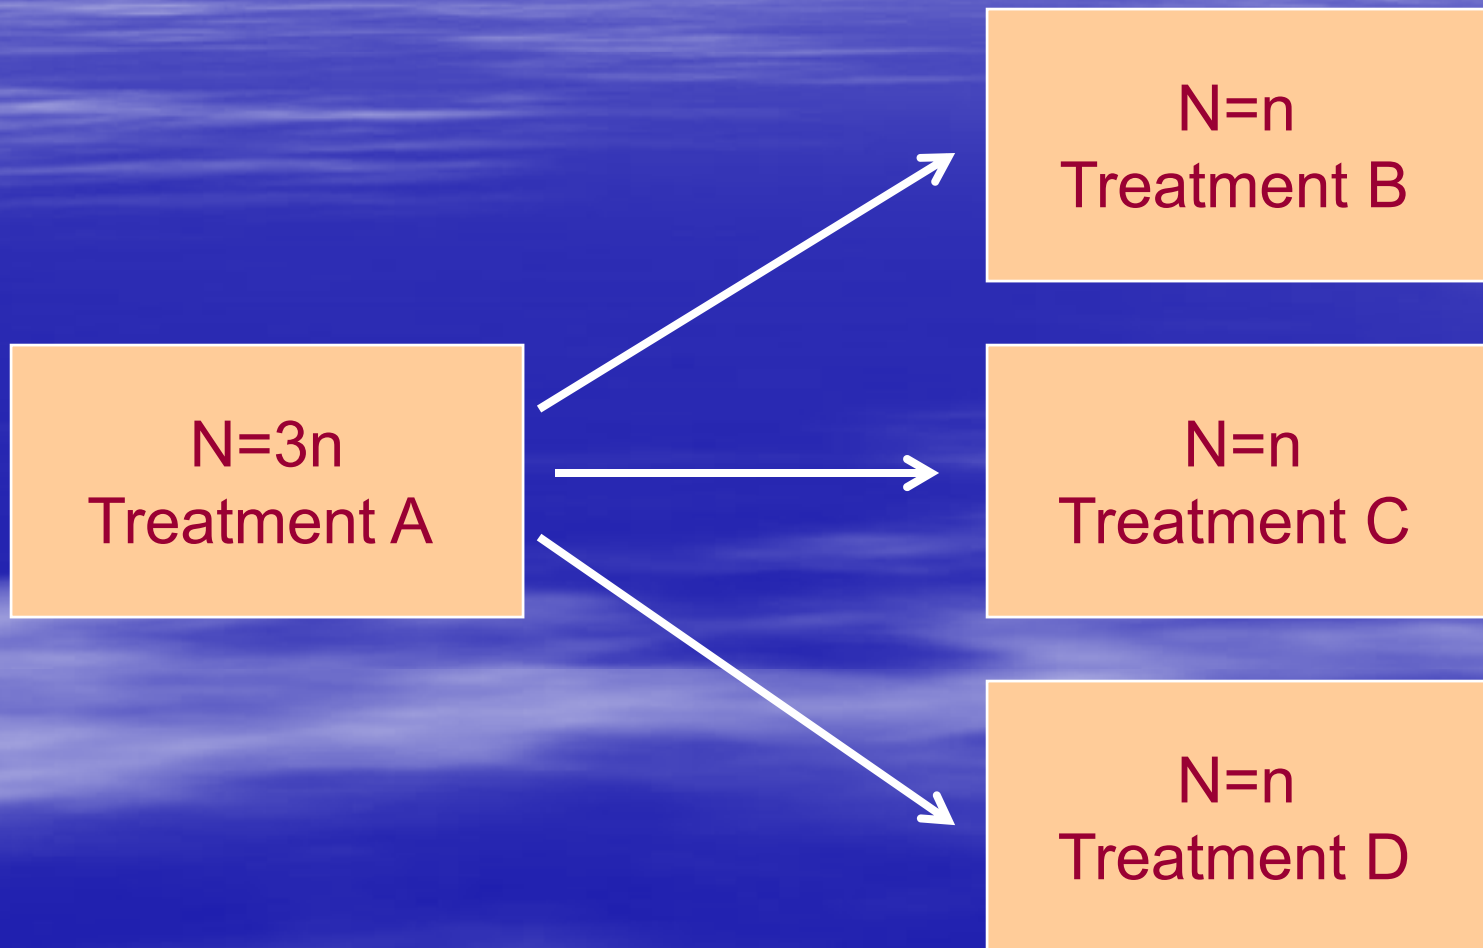 N=n
Treatment B
N=3n
Treatment A
N=n
Treatment C
N=n
Treatment D